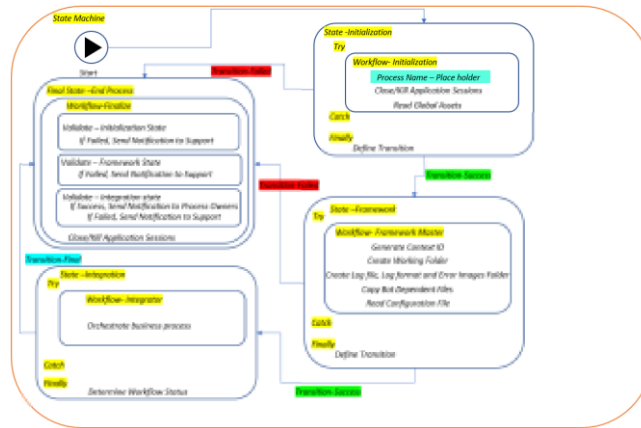 State Machine
Start
State -Initialization
Try
Workflow- Initialization
Process Name – Place holder
Close/Kill Application Sessions
Read Global Assets
Catch
Finally
Define Transition
Transition-Failed
Transition-Success
Final State –End Process
Workflow-Finalize
Validate – Initialization State
If Failed, Send Notification to Support
Validate – Framework State
If Failed, Send Notification to Support
Validate – Integration state
If Success, Send Notification to Process Owners
If Failed, Send Notification to Support
Close/Kill Application Sessions
Transition-Failed
State –Framework
Try
Workflow- Framework Master
Generate Context ID
Create Working Folder
Create Log file, Log format and Error Images Folder
Copy Bot Dependent Files
Read Configuration File
Catch
Finally
Define Transition
Transition-Success
Transition-Final
State –Integration
Try
Workflow- Integrator
Orchestrate business process
Catch
Finally
Determine Workflow Status